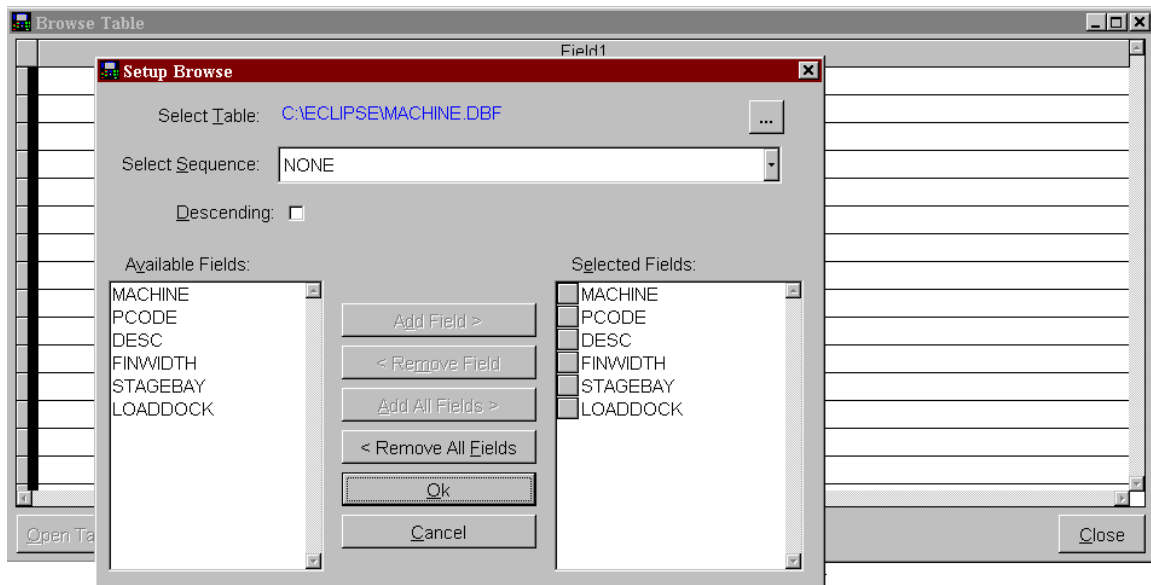 Browse Table
Field1
Setup Browse
Select Table: C:\ECLIPSE\MACHINE.DBF ...
Select Sequence: NONE
Descending:
Available Fields:
MACHINE
PCODE
DESC
FINWIDTH
STAGEBAY
LOADDOCK
Add Field >
< Remove Field
Add All Fields >
< Remove All Fields
Ok
Cancel
Selected Fields:
MACHINE
PCODE
DESC
FINWIDTH
STAGEBAY
LOADDOCK
Open Ta
Close